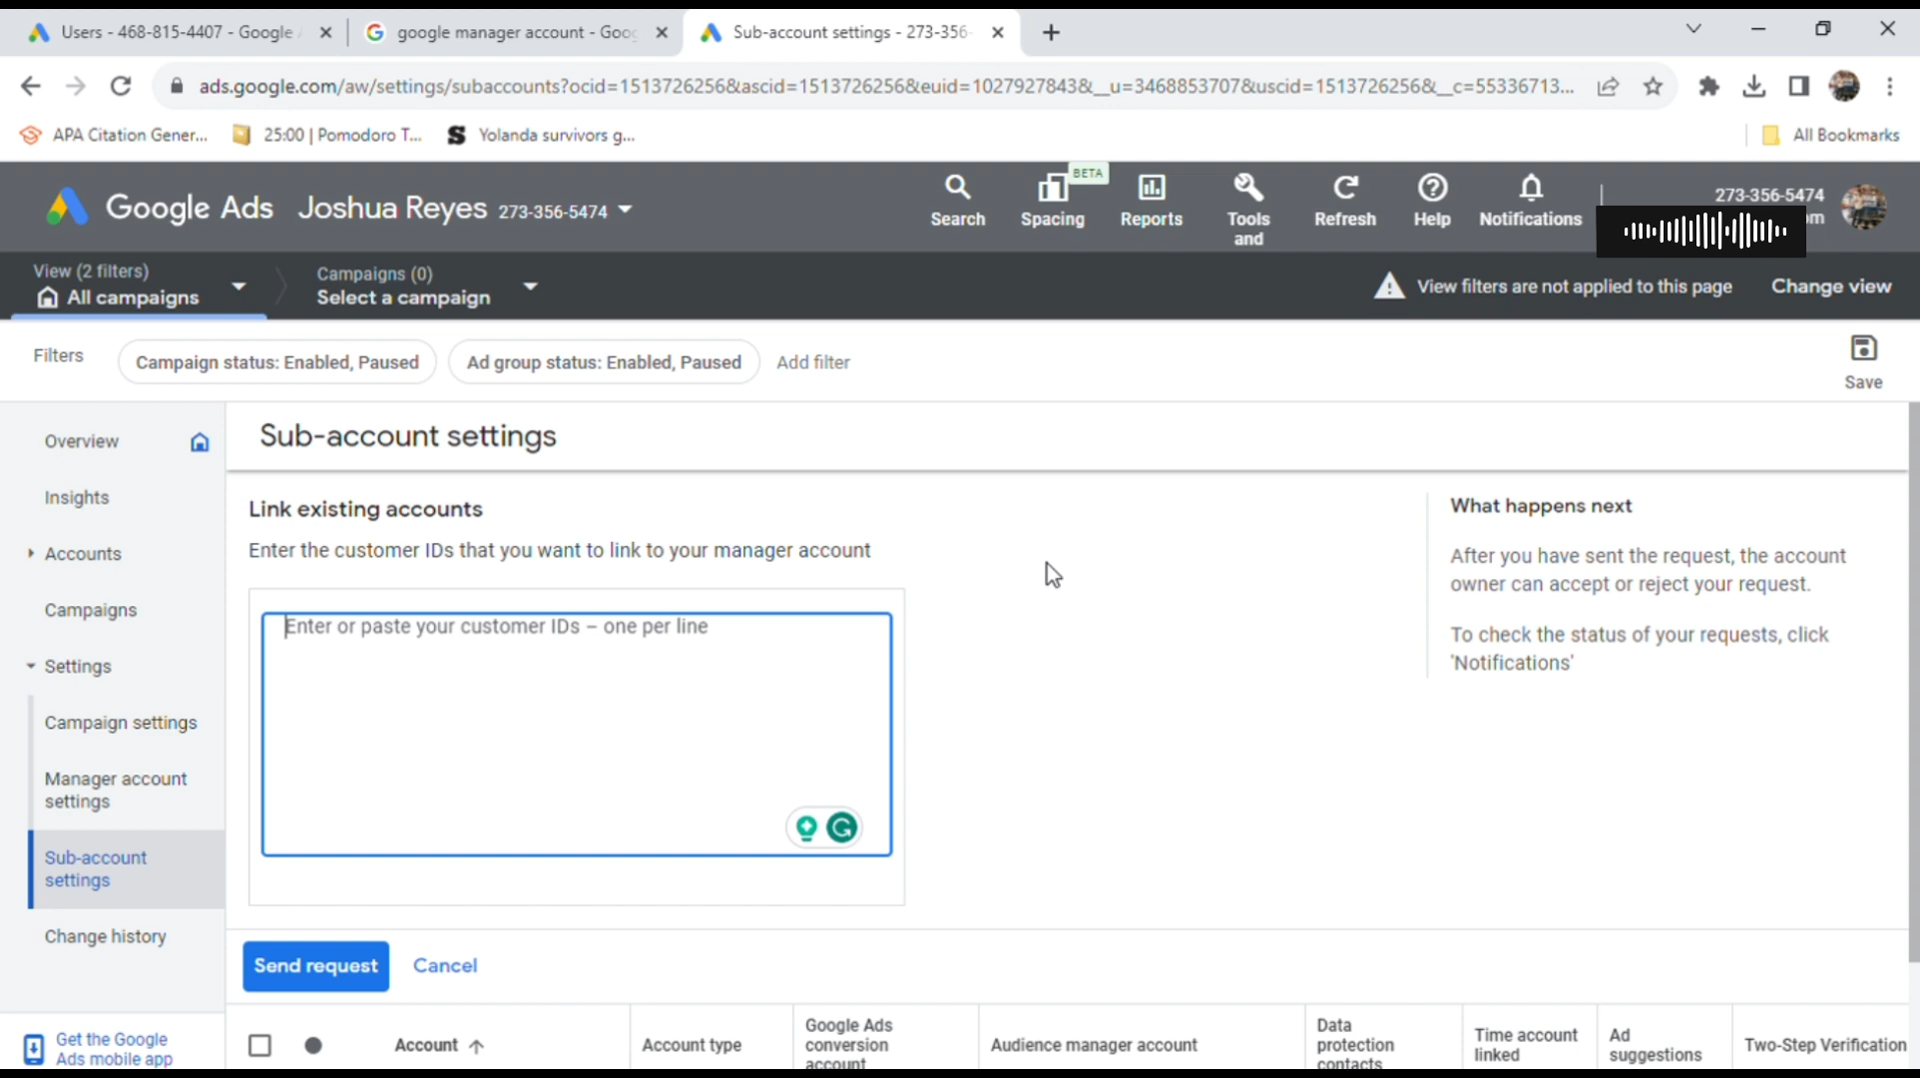 Users - 468-815-4407 - Google
google manager account - Goo
Sub-account settings - 273-356-
ads.google.com/aw/settings/subaccounts?ocid=1513726256&ascid=1513726256&euid=1027927843&__u=3468853707&uscid=1513726256&__c=55336713...
APA Citation Gener...
25:00 | Pomodoro T...
Yolanda survivors g...
All Bookmarks
Google Ads
Joshua Reyes 273-356-5474
Search
BETA
Spacing
Reports
Tools
and
Refresh
Help
Notifications
273-356-5474
om
View (2 filters)
All campaigns
Campaigns (0)
Select a campaign
View filters are not applied to this page
Change view
Filters
Campaign status: Enabled, Paused
Ad group status: Enabled, Paused
Add filter
Save
Overview
Insights
Accounts
Campaigns
Settings
Campaign settings
Manager account
settings
Sub-account
settings
Change history
Get the Google
Ads mobile app
Sub-account settings
Link existing accounts
Enter the customer IDs that you want to link to your manager account
Enter or paste your customer IDs – one per line
What happens next
After you have sent the request, the account
owner can accept or reject your request.
To check the status of your requests, click
'Notifications'
Send request
Cancel
Account
Account type
Google Ads
conversion
account
Audience manager account
Data
protection
contacts
Time account
linked
Ad
suggestions
Two-Step Verification